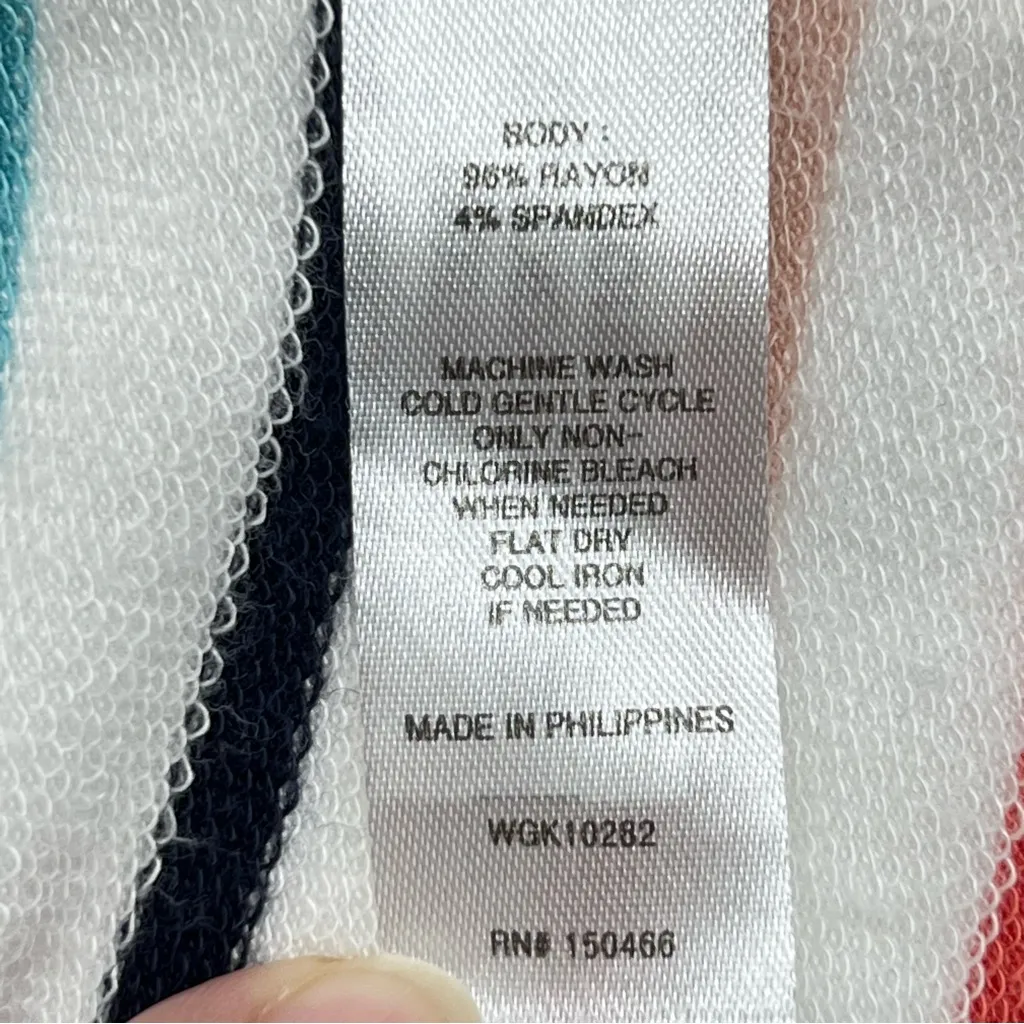 BODY :
96% RAYON
4% SPANDEX
MACHINE WASH
COLD GENTLE CYCLE
ONLY NON-
CHLORINE BLEACH
WHEN NEEDED
FLAT DRY
COOL IRON
IF NEEDED
MADE IN PHILIPPINES
WGK10282
RN# 150466